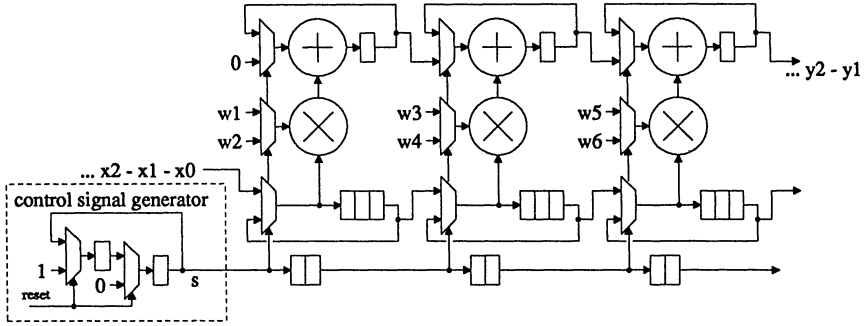 0
... y2 - y1
w1
w3
w5
w2
w4
w6
... x2 - x1 - x0
control signal generator
1
0
s
reset